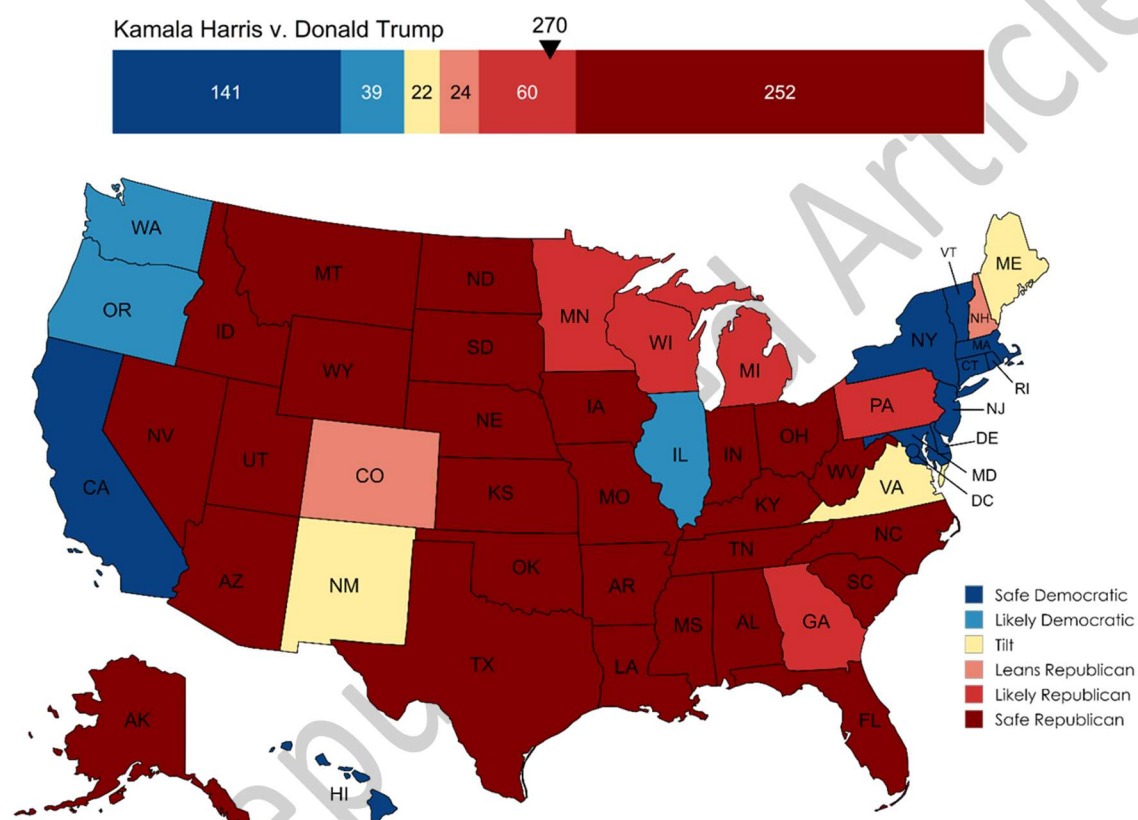 Kamala Harris v. Donald Trump
270
141 39 22 24 60 252
WA
OR
CA
ID
NV
MT
WY
UT
AZ
CO
NM
ND
SD
NE
KS
OK
TX
MN
IA
MO
AR
LA
WI
IL
MI
IN
OH
KY
TN
MS
AL
GA
FL
SC
NC
VA
WV
PA
NY
VT
NH
ME
MA
CT
RI
NJ
DE
MD
DC
AK
HI
Safe Democratic
Likely Democratic
Tilt
Leans Republican
Likely Republican
Safe Republican
Article